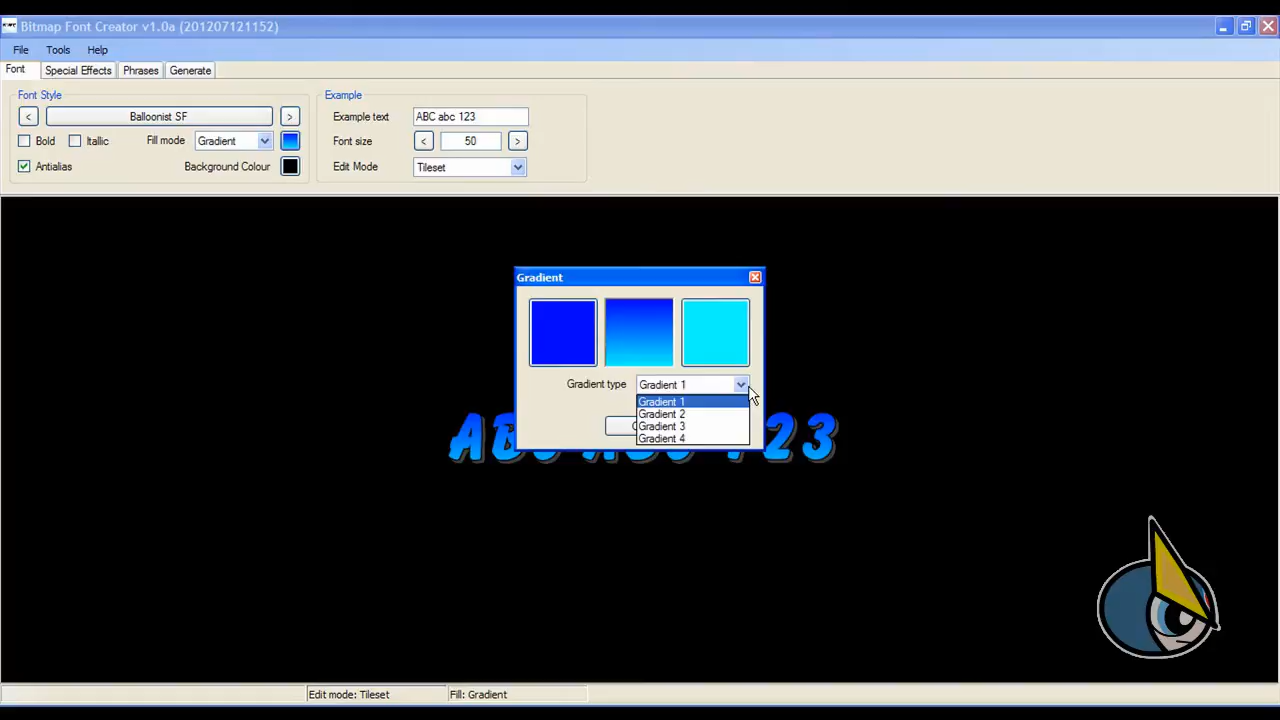 Bitmap Font Creator v1.0a (201207121152)
File Tools Help
Font Special Effects Phrases Generate
Font Style
< Balloonist SF >
Bold Itallic Fill mode Gradient
Antialias Background Colour
Example
Example text ABC abc 123
Font size < 50 >
Edit Mode Tileset
Gradient
Gradient type Gradient 1
Gradient 1
Gradient 2
Gradient 3
Gradient 4
Edit mode: Tileset Fill: Gradient